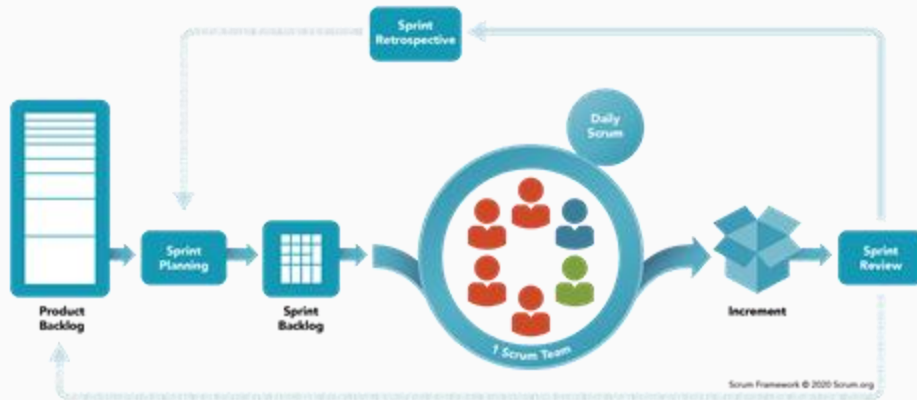 Sprint
Retrospective
Daily
Scrum
Sprint
Planning
Sprint
Review
Product
Backlog
Sprint
Backlog
Increment
1 Scrum Team
Scrum Framework © 2020 Scrum.org